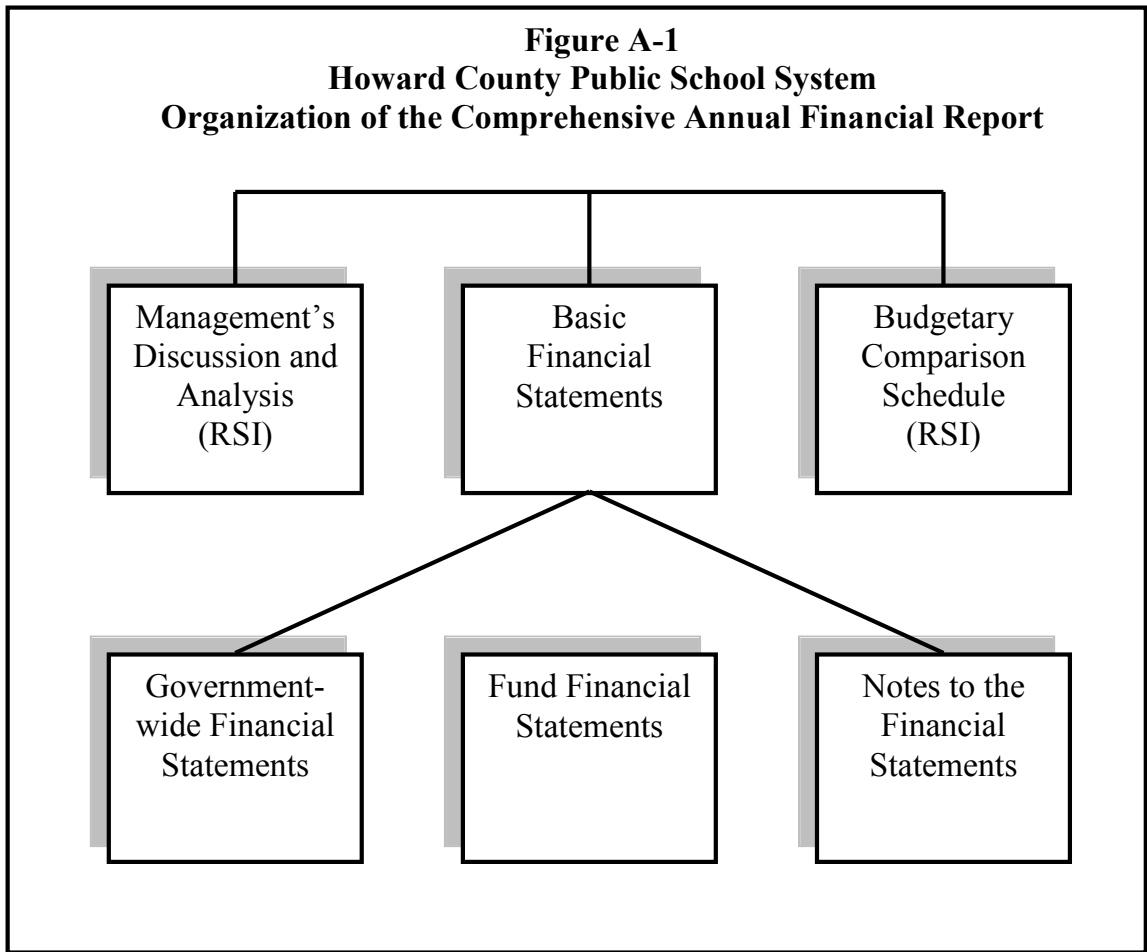 Figure A-1
Howard County Public School System
Organization of the Comprehensive Annual Financial Report
Management’s
Discussion and
Analysis
(RSI)
Basic
Financial
Statements
Budgetary
Comparison
Schedule
(RSI)
Government-
wide Financial
Statements
Fund Financial
Statements
Notes to the
Financial
Statements